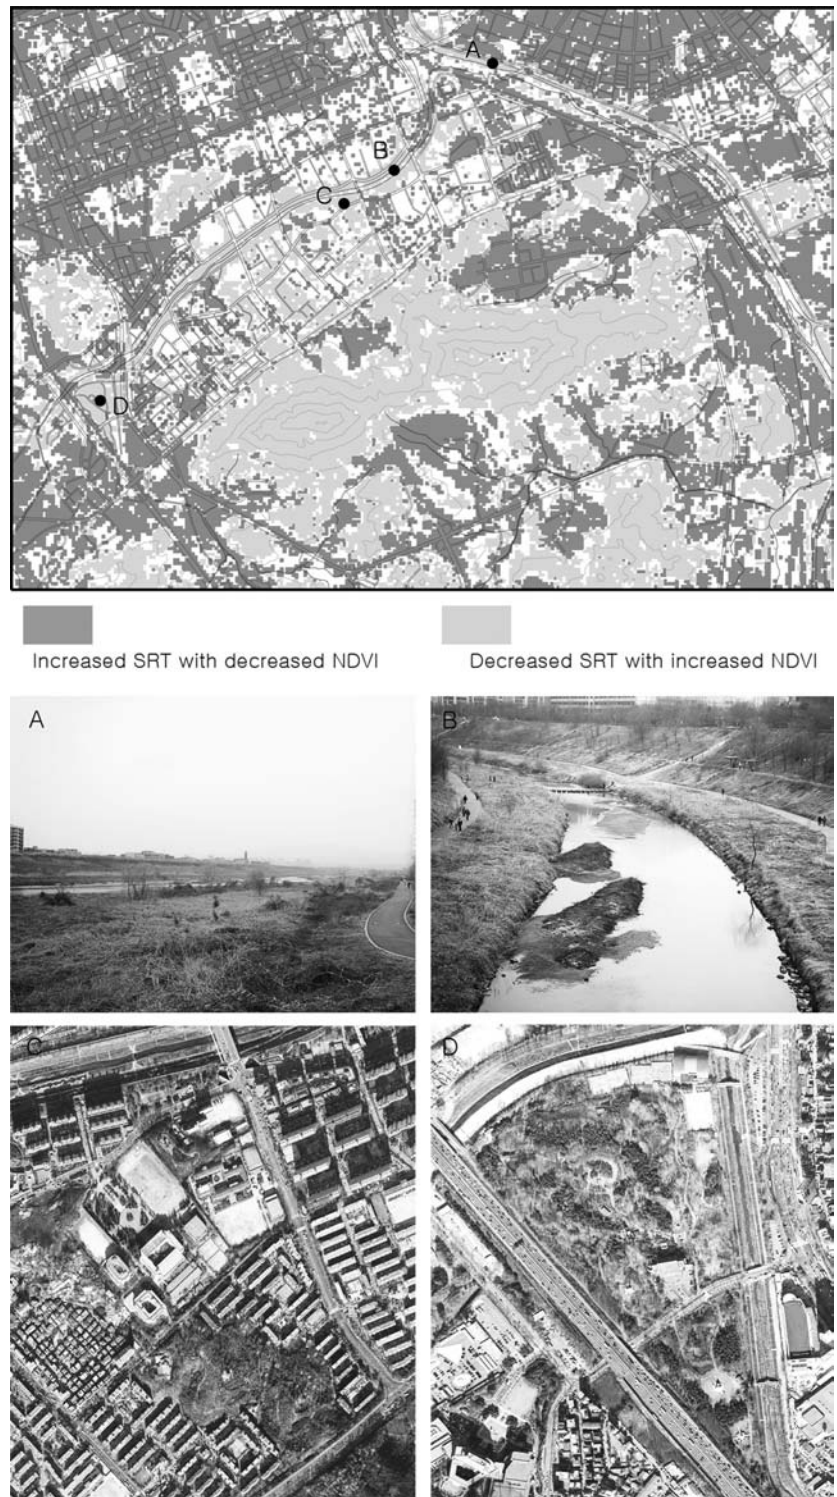 A
B
C
D
Increased SRT with decreased NDVI
Decreased SRT with increased NDVI
A
B
C
D